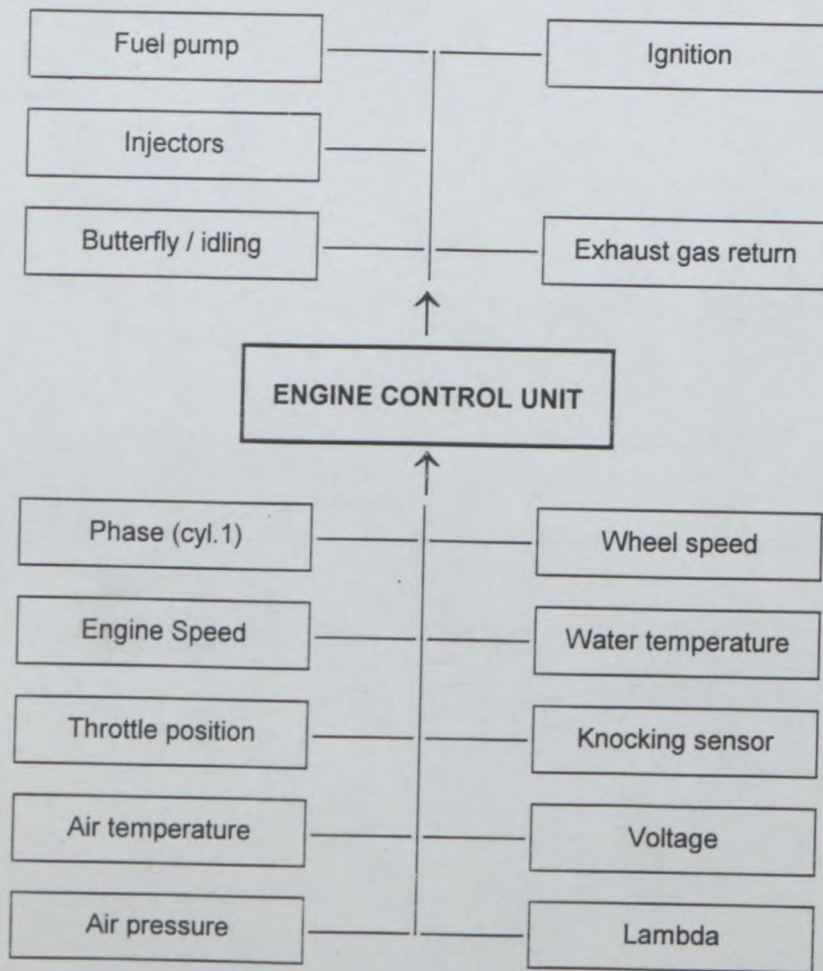 Fuel pump
Ignition
Injectors
Butterfly / idling
Exhaust gas return
ENGINE CONTROL UNIT
Phase (cyl.1)
Wheel speed
Engine Speed
Water temperature
Throttle position
Knocking sensor
Air temperature
Voltage
Air pressure
Lambda